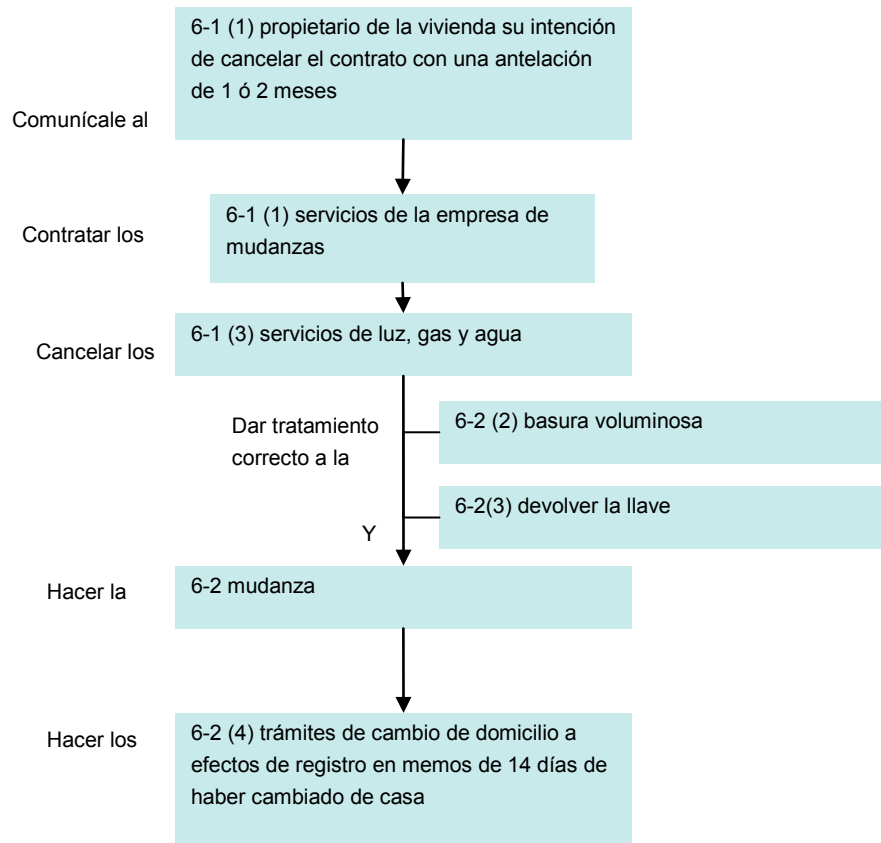 6-1 (1) propietario de la vivienda su intención
de cancelar el contrato con una antelación
de 1 ó 2 meses
Comunícale al
6-1 (1) servicios de la empresa de
mudanzas
Contratar los
6-1 (3) servicios de luz, gas y agua
Cancelar los
Dar tratamiento
correcto a la
6-2 (2) basura voluminosa
6-2(3) devolver la llave
Y
Hacer la
6-2 mudanza
Hacer los
6-2 (4) trámites de cambio de domicilio a
efectos de registro en memos de 14 días de
haber cambiado de casa